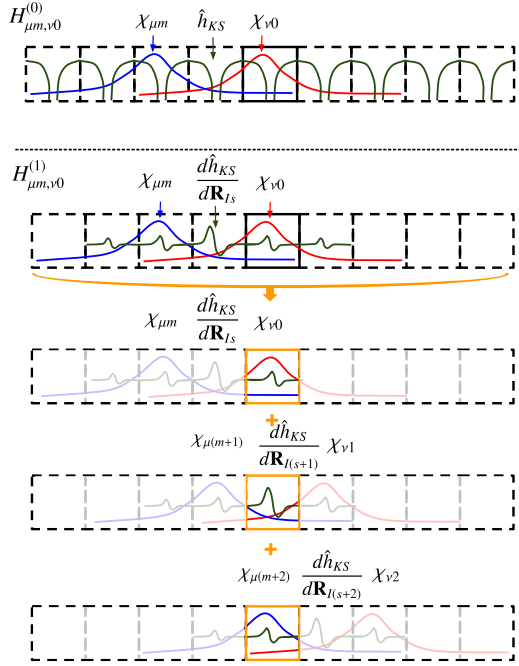 H^{(0)}_{μm,ν0} χ_{μm} ĥ_{KS} χ_{ν0}
H^{(1)}_{μm,ν0} χ_{μm} dĥ_{KS}/dR_{Is} χ_{ν0}
χ_{μm} dĥ_{KS}/dR_{Is} χ_{ν0}
+
χ_{μ(m+1)} dĥ_{KS}/dR_{I(s+1)} χ_{ν1}
+
χ_{μ(m+2)} dĥ_{KS}/dR_{I(s+2)} χ_{ν2}